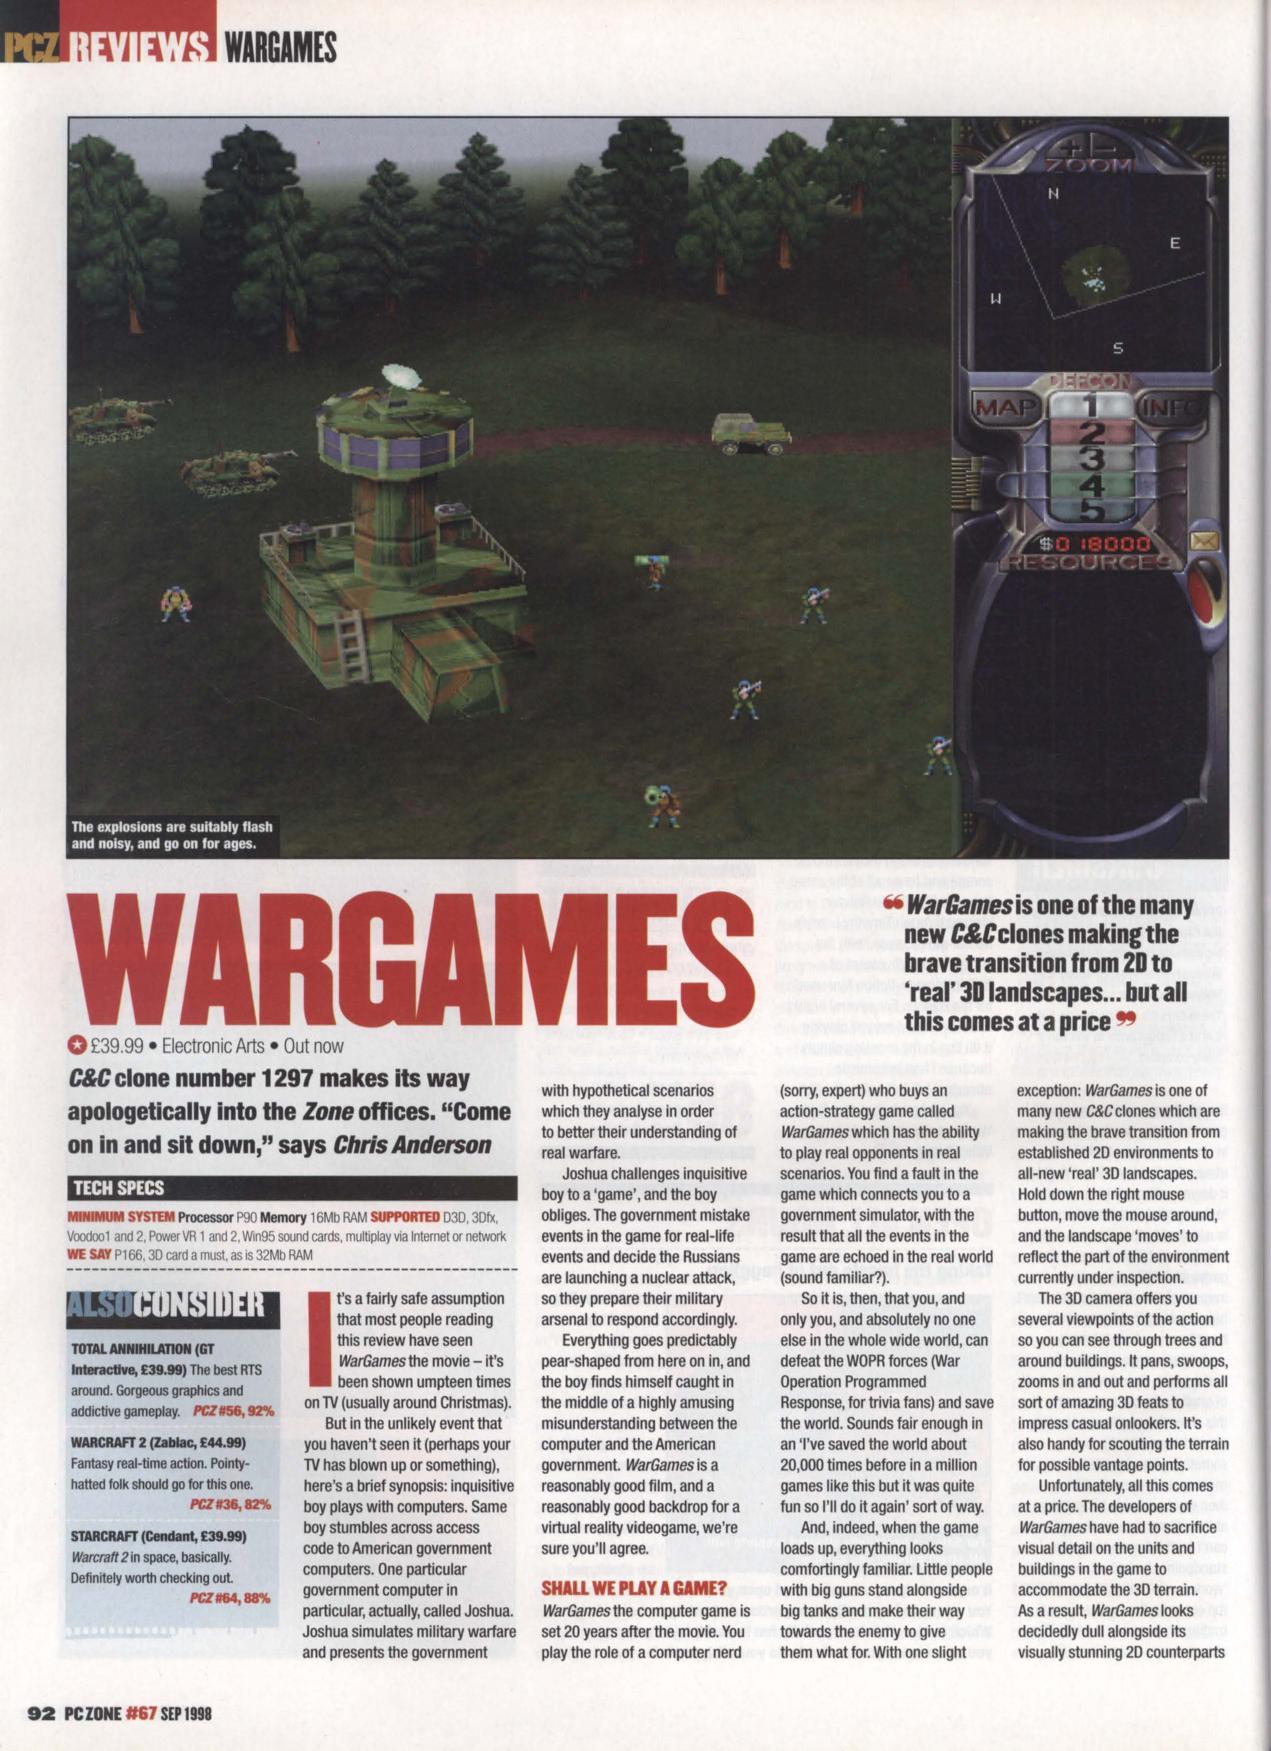 PCZ REVIEWS WARGAMES
+ -
ZOOM
N
E
W
S
DEFCON
MAP 1 INFO
2
3
4
5
$018000
RESOURCES
The explosions are suitably flash
and noisy, and go on for ages.
WARGAMES
£39.99 • Electronic Arts • Out now
C&C clone number 1297 makes its way
apologetically into the Zone offices. “Come
on in and sit down,” says Chris Anderson
❝ WarGames is one of the many
new C&C clones making the
brave transition from 2D to
‘real’ 3D landscapes... but all
this comes at a price ❞
TECH SPECS
MINIMUM SYSTEM Processor P90 Memory 16Mb RAM SUPPORTED D3D, 3Dfx,
Voodoo1 and 2, Power VR 1 and 2, Win95 sound cards, multiplay via Internet or network
WE SAY P166, 3D card a must, as is 32Mb RAM
ALSO CONSIDER
TOTAL ANNIHILATION (GT
Interactive, £39.99) The best RTS
around. Gorgeous graphics and
addictive gameplay. PCZ #56, 92%
WARCRAFT 2 (Zablac, £44.99)
Fantasy real-time action. Pointy-
hatted folk should go for this one.
PCZ #36, 82%
STARCRAFT (Cendant, £39.99)
Warcraft 2 in space, basically.
Definitely worth checking out.
PCZ #64, 88%
It’s a fairly safe assumption
that most people reading
this review have seen
WarGames the movie – it’s
been shown umpteen times
on TV (usually around Christmas).
But in the unlikely event that
you haven’t seen it (perhaps your
TV has blown up or something),
here’s a brief synopsis: inquisitive
boy plays with computers. Same
boy stumbles across access
code to American government
computers. One particular
government computer in
particular, actually, called Joshua.
Joshua simulates military warfare
and presents the government
with hypothetical scenarios
which they analyse in order
to better their understanding of
real warfare.
Joshua challenges inquisitive
boy to a ‘game’, and the boy
obliges. The government mistake
events in the game for real-life
events and decide the Russians
are launching a nuclear attack,
so they prepare their military
arsenal to respond accordingly.
Everything goes predictably
pear-shaped from here on in, and
the boy finds himself caught in
the middle of a highly amusing
misunderstanding between the
computer and the American
government. WarGames is a
reasonably good film, and a
reasonably good backdrop for a
virtual reality videogame, we’re
sure you’ll agree.
SHALL WE PLAY A GAME?
WarGames the computer game is
set 20 years after the movie. You
play the role of a computer nerd
(sorry, expert) who buys an
action-strategy game called
WarGames which has the ability
to play real opponents in real
scenarios. You find a fault in the
game which connects you to a
government simulator, with the
result that all the events in the
game are echoed in the real world
(sound familiar?).
So it is, then, that you, and
only you, and absolutely no one
else in the whole wide world, can
defeat the WOPR forces (War
Operation Programmed
Response, for trivia fans) and save
the world. Sounds fair enough in
an ‘I’ve saved the world about
20,000 times before in a million
games like this but it was quite
fun so I’ll do it again’ sort of way.
And, indeed, when the game
loads up, everything looks
comfortingly familiar. Little people
with big guns stand alongside
big tanks and make their way
towards the enemy to give
them what for. With one slight
exception: WarGames is one of
many new C&C clones which are
making the brave transition from
established 2D environments to
all-new ‘real’ 3D landscapes.
Hold down the right mouse
button, move the mouse around,
and the landscape ‘moves’ to
reflect the part of the environment
currently under inspection.
The 3D camera offers you
several viewpoints of the action
so you can see through trees and
around buildings. It pans, swoops,
zooms in and out and performs all
sort of amazing 3D feats to
impress casual onlookers. It’s
also handy for scouting the terrain
for possible vantage points.
Unfortunately, all this comes
at a price. The developers of
WarGames have had to sacrifice
visual detail on the units and
buildings in the game to
accommodate the 3D terrain.
As a result, WarGames looks
decidedly dull alongside its
visually stunning 2D counterparts
92 PC ZONE #67 SEP 1998